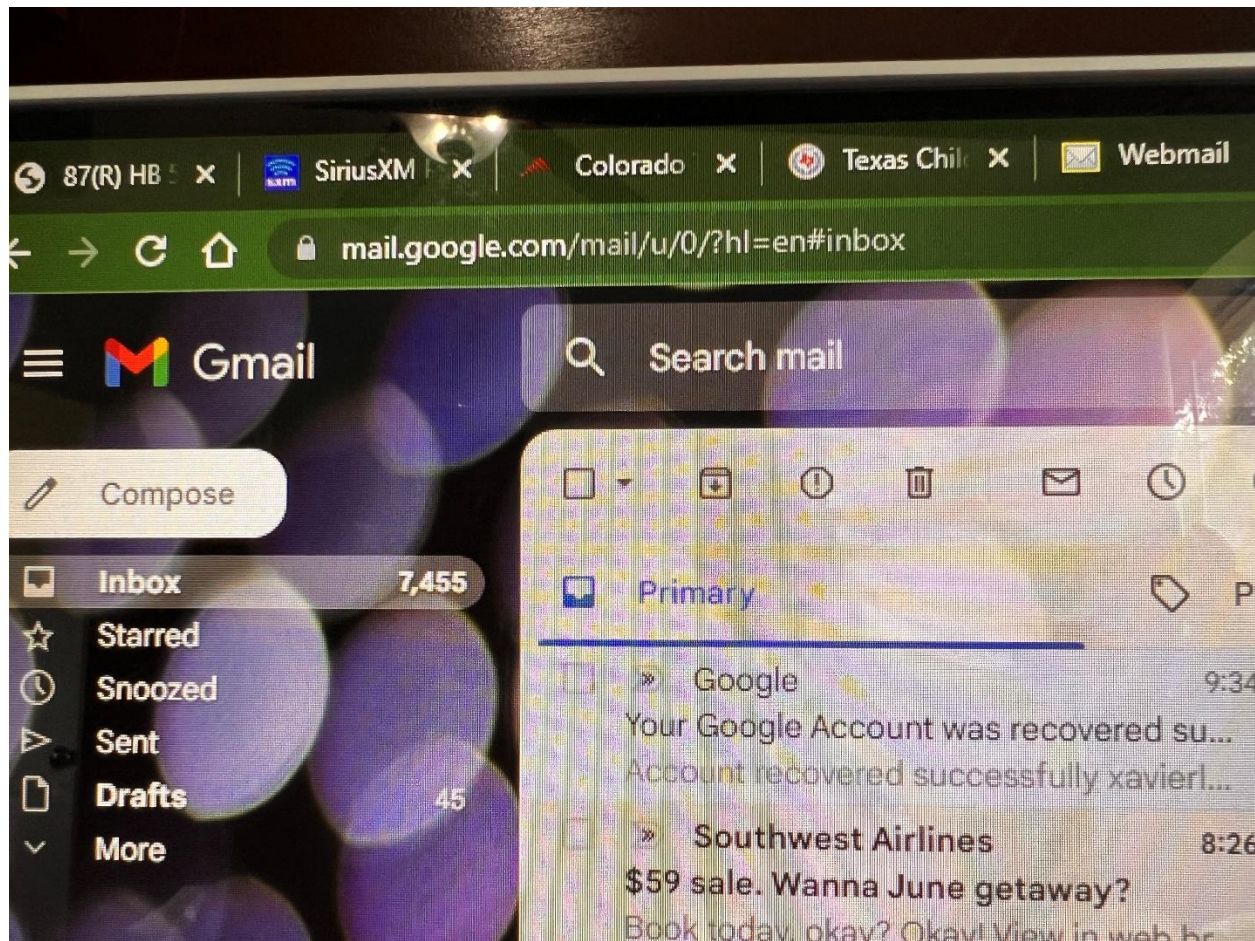 87(R) HB
SiriusXM
Colorado
Texas Chil
Webmail
mail.google.com/mail/u/0/?hl=en#inbox
Gmail
Search mail
Compose
Inbox 7,455
Primary
Starred
Snoozed
Sent
Drafts 45
More
Google 9:34
Your Google Account was recovered su...
Account recovered successfully xavierl...
Southwest Airlines 8:26
$59 sale. Wanna June getaway?
Book today, okay? Okay! View in web br